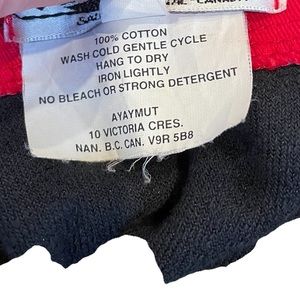 100% COTTON
WASH COLD GENTLE CYCLE
HANG TO DRY
IRON LIGHTLY
NO BLEACH OR STRONG DETERGENT
AYAYMUT
10 VICTORIA CRES.
NAN. B.C. CAN. V9R 5B8